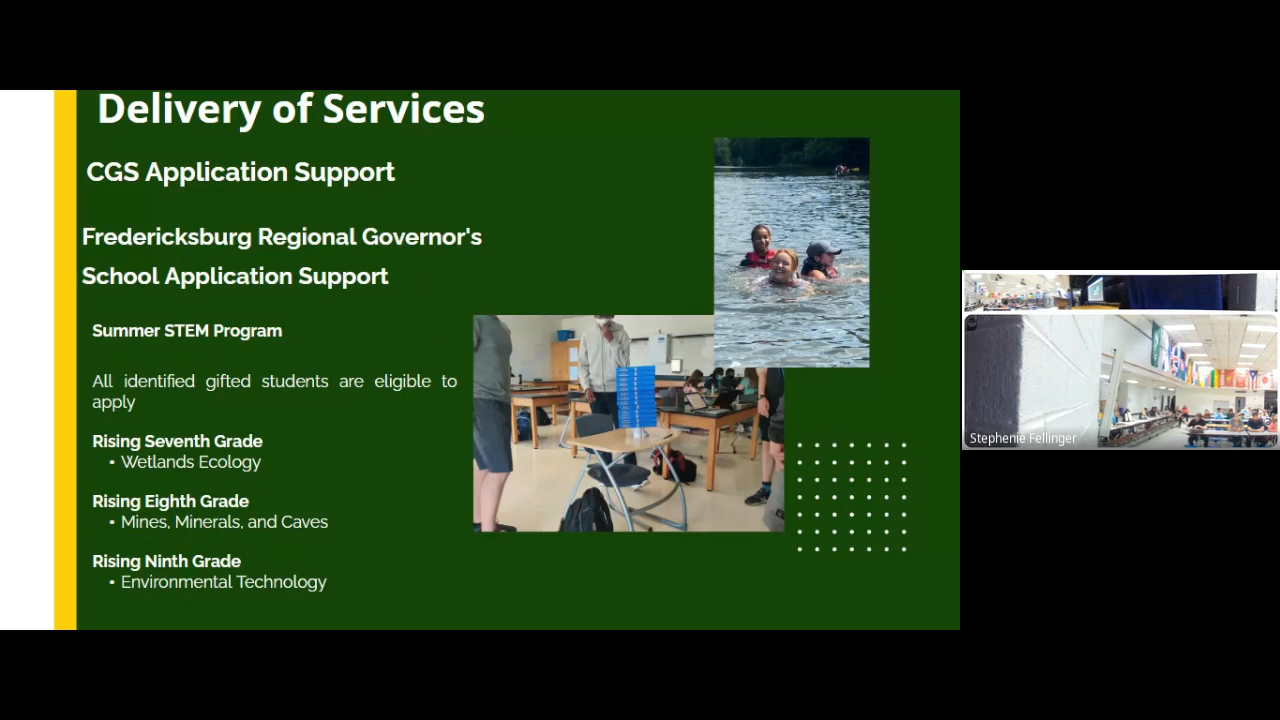 Delivery of Services
CGS Application Support
Fredericksburg Regional Governor's
School Application Support
Summer STEM Program
All identified gifted students are eligible to
apply
Rising Seventh Grade
• Wetlands Ecology
Rising Eighth Grade
• Mines, Minerals, and Caves
Rising Ninth Grade
• Environmental Technology
Stephenie Fellinger